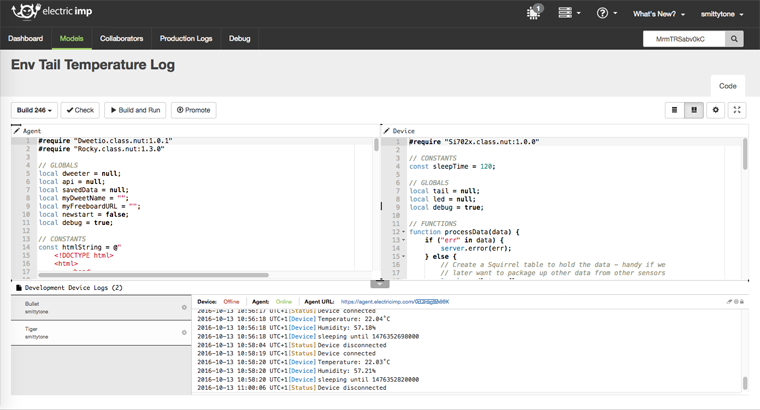 electric imp
1
What's New?
smittytone
Dashboard
Models
Collaborators
Production Logs
Debug
MrmTRSabv0kC
Env Tail Temperature Log
Code
Build 246
Check
Build and Run
Promote
Agent
1 #require "Dweetio.class.nut:1.0.1"
2 #require "Rocky.class.nut:1.3.0"
3
4 // GLOBALS
5 local dweeter = null;
6 local api = null;
7 local savedData = null;
8 local myDweetName = "";
9 local myFreeboardURL = "";
10 local newstart = false;
11 local debug = true;
12
13 // CONSTANTS
14 const htmlString = @"
15 <!DOCTYPE html>
16 <html>
17
Device
1 #require "Si702x.class.nut:1.0.0"
2
3 // CONSTANTS
4 const sleepTime = 120;
5
6 // GLOBALS
7 local tail = null;
8 local led = null;
9 local debug = true;
10
11 // FUNCTIONS
12 function processData(data) {
13 if ("err" in data) {
14 server.error(err);
15 } else {
16 // Create a Squirrel table to hold the data - handy if we
17 // later want to package up other data from other sensors
Development Device Logs (2)
Bullet
smittytone
Tiger
smittytone
Device: Offline Agent: Online Agent URL: https://agent.electricimp.com/
2016-10-13 10:56:17 UTC+1[Status] Device connected
2016-10-13 10:56:18 UTC+1[Device] Temperature: 22.04˚C
2016-10-13 10:56:18 UTC+1[Device] Humidity: 57.18%
2016-10-13 10:56:18 UTC+1[Device] sleeping until 1476352698000
2016-10-13 10:58:04 UTC+1[Status] Device disconnected
2016-10-13 10:58:19 UTC+1[Status] Device connected
2016-10-13 10:58:20 UTC+1[Device] Temperature: 22.03˚C
2016-10-13 10:58:20 UTC+1[Device] Humidity: 57.21%
2016-10-13 10:58:20 UTC+1[Device] sleeping until 1476352820000
2016-10-13 11:00:06 UTC+1[Status] Device disconnected